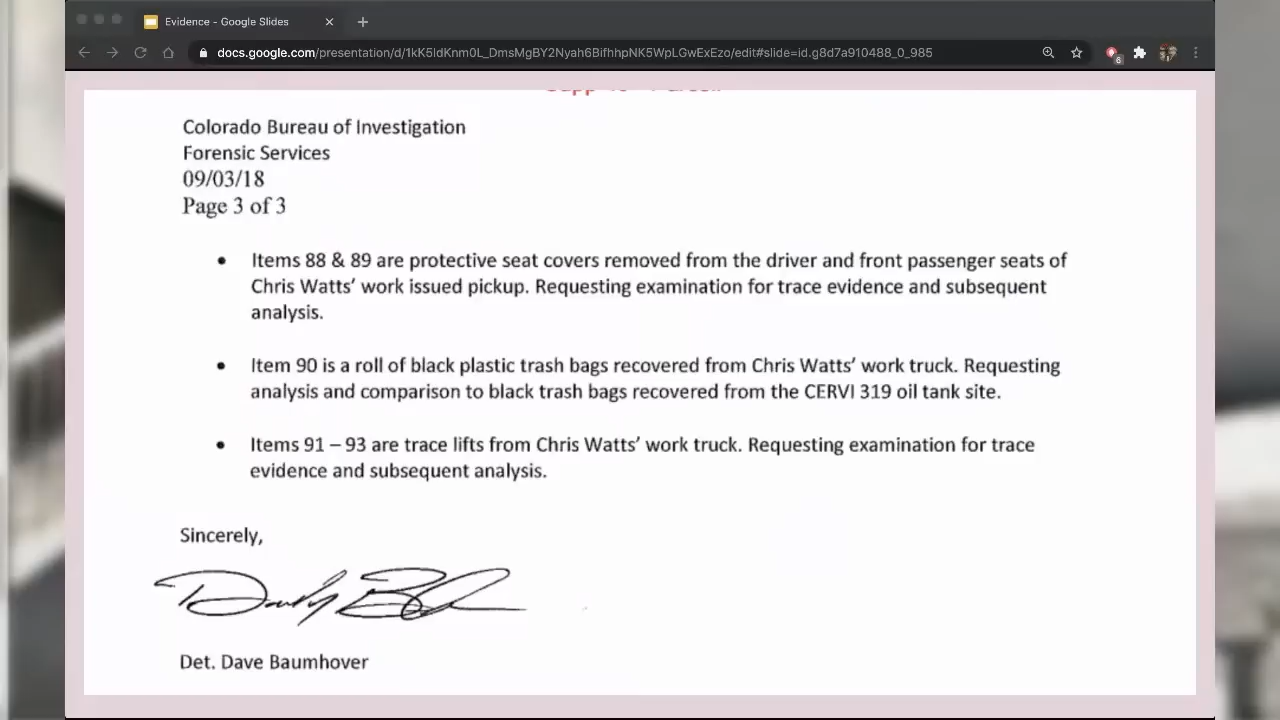 Evidence - Google Slides
docs.google.com/presentation/d/1kK5ldKnm0L_DmsMgBY2Nyah6BifhhpNK5WpLGwExEzo/edit#slide=id.g8d7a910488_0_985
6
Colorado Bureau of Investigation
Forensic Services
09/03/18
Page 3 of 3
• Items 88 & 89 are protective seat covers removed from the driver and front passenger seats of
Chris Watts' work issued pickup. Requesting examination for trace evidence and subsequent
analysis.
• Item 90 is a roll of black plastic trash bags recovered from Chris Watts' work truck. Requesting
analysis and comparison to black trash bags recovered from the CERVI 319 oil tank site.
• Items 91 – 93 are trace lifts from Chris Watts' work truck. Requesting examination for trace
evidence and subsequent analysis.
Sincerely,
Det. Dave Baumhover